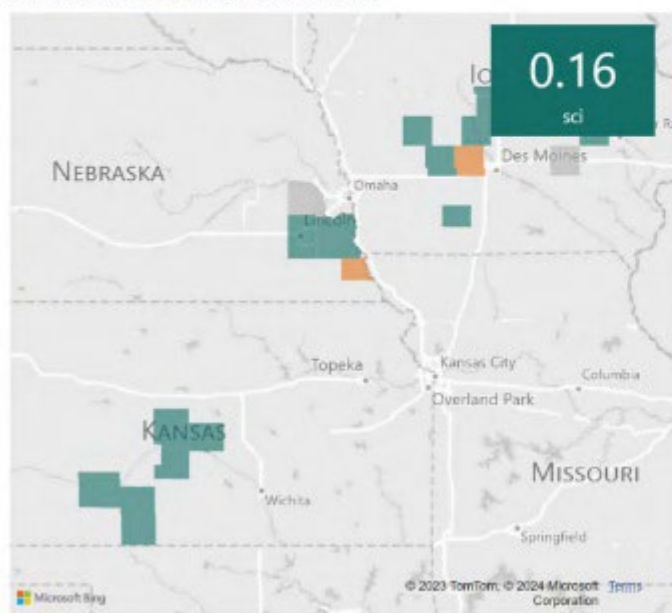 0.16
sci
NEBRASKA
Des Moines
Omaha
Lincoln
Topeka
Kansas City
Columbia
Overland Park
KANSAS
MISSOURI
Wichita
Springfield
Microsoft Bing
© 2023 TomTom, © 2024 Microsoft Corporation Terms